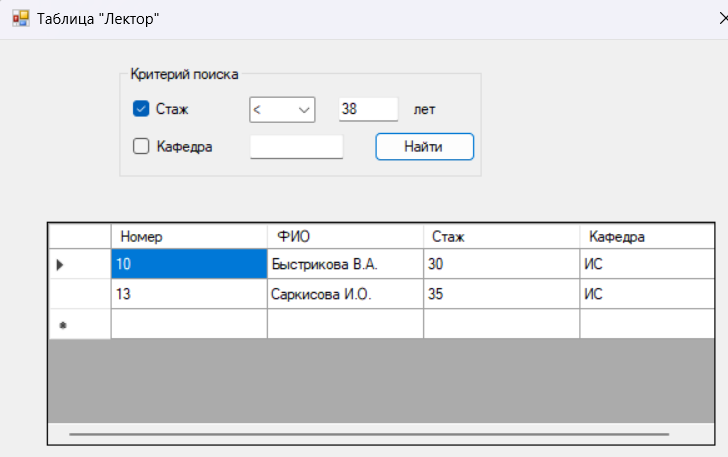 Таблица "Лектор"
Критерий поиска
Стаж < 38 лет
Кафедра Найти
Номер ФИО Стаж Кафедра
10 Быстрикова В.А. 30 ИС
13 Саркисова И.О. 35 ИС